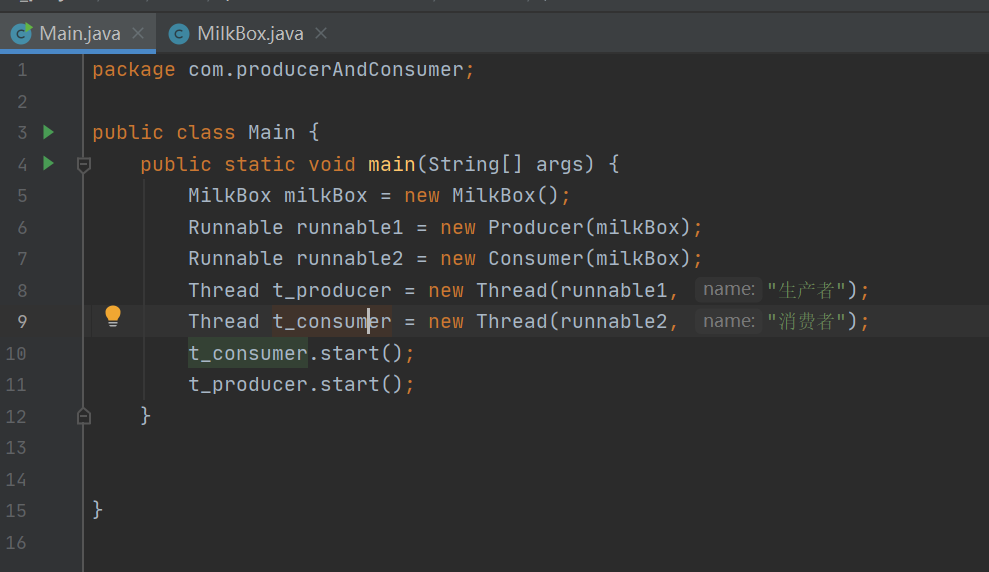 Main.java MilkBox.java
1 package com.producerAndConsumer;
2
3 public class Main {
4 public static void main(String[] args) {
5 MilkBox milkBox = new MilkBox();
6 Runnable runnable1 = new Producer(milkBox);
7 Runnable runnable2 = new Consumer(milkBox);
8 Thread t_producer = new Thread(runnable1, name: "生产者");
9 Thread t_consumer = new Thread(runnable2, name: "消费者");
10 t_consumer.start();
11 t_producer.start();
12 }
13
14
15 }
16